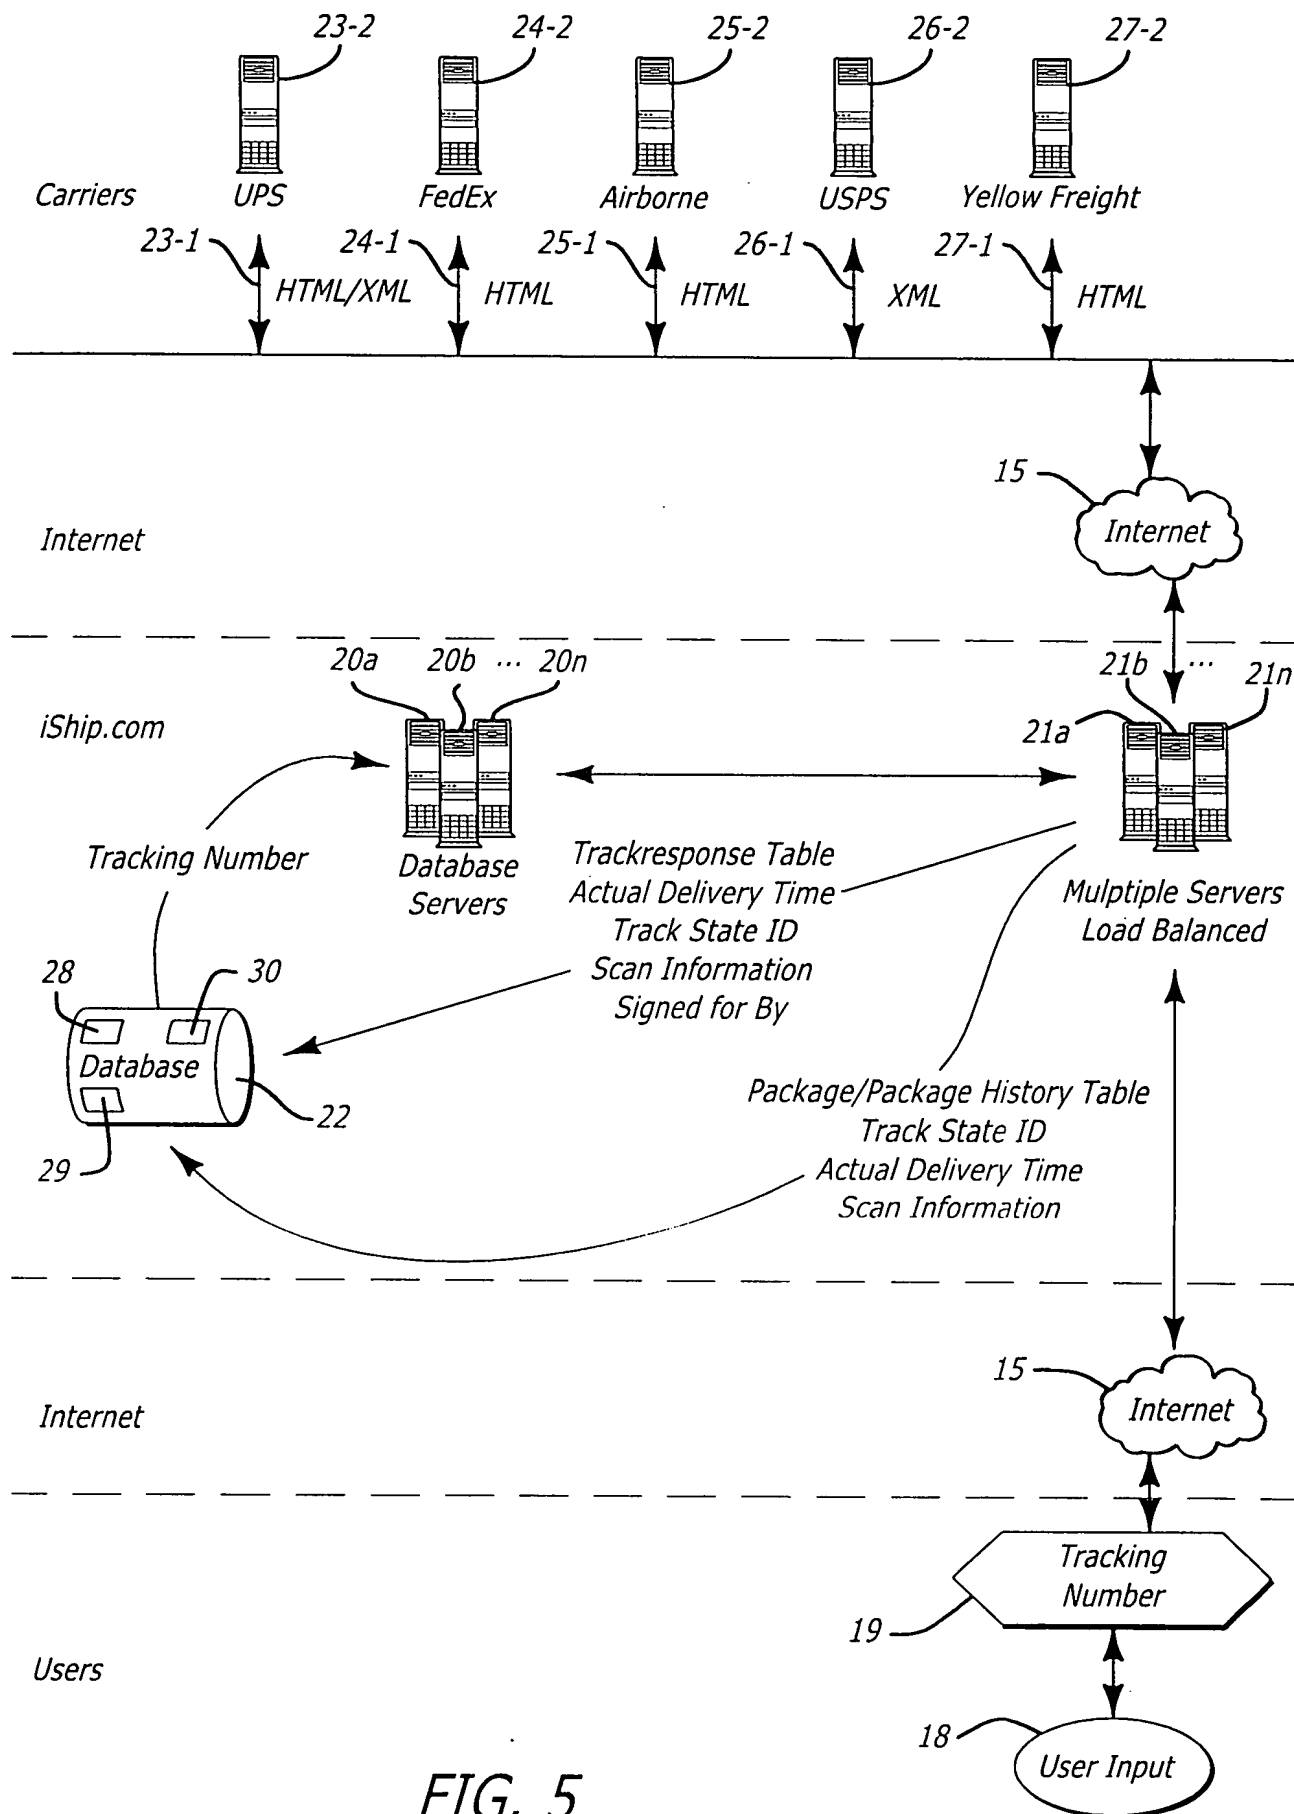 23-2 24-2 25-2 26-2 27-2
Carriers UPS FedEx Airborne USPS Yellow Freight
23-1 24-1 25-1 26-1 27-1
HTML/XML HTML HTML XML HTML
15
Internet
Internet
20a 20b ... 20n
21b ... 21n
21a
iShip.com
Tracking Number
Database
Servers
Trackresponse Table
Actual Delivery Time
Track State ID
Scan Information
Signed for By
Mulptiple Servers
Load Balanced
28 30
Database
22
29
Package/Package History Table
Track State ID
Actual Delivery Time
Scan Information
15
Internet
Internet
Tracking
Number
19
Users
18
User Input
FIG. 5